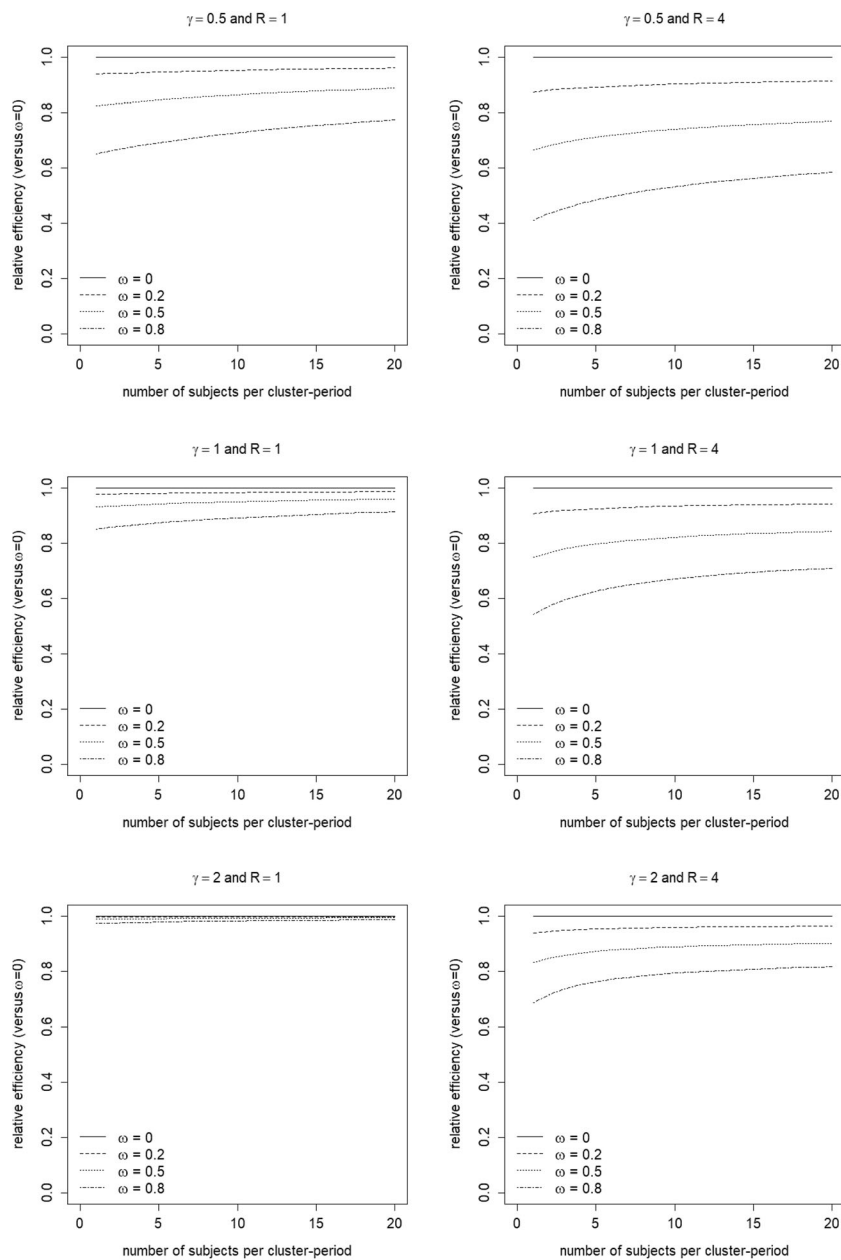 γ = 0.5 and R = 1
relative efficiency (versus ω=0)
1.0
0.8
0.6
0.4
0.2
0.0
ω = 0
ω = 0.2
ω = 0.5
ω = 0.8
0 5 10 15 20
number of subjects per cluster-period
γ = 0.5 and R = 4
relative efficiency (versus ω=0)
1.0
0.8
0.6
0.4
0.2
0.0
ω = 0
ω = 0.2
ω = 0.5
ω = 0.8
0 5 10 15 20
number of subjects per cluster-period
γ = 1 and R = 1
relative efficiency (versus ω=0)
1.0
0.8
0.6
0.4
0.2
0.0
ω = 0
ω = 0.2
ω = 0.5
ω = 0.8
0 5 10 15 20
number of subjects per cluster-period
γ = 1 and R = 4
relative efficiency (versus ω=0)
1.0
0.8
0.6
0.4
0.2
0.0
ω = 0
ω = 0.2
ω = 0.5
ω = 0.8
0 5 10 15 20
number of subjects per cluster-period
γ = 2 and R = 1
relative efficiency (versus ω=0)
1.0
0.8
0.6
0.4
0.2
0.0
ω = 0
ω = 0.2
ω = 0.5
ω = 0.8
0 5 10 15 20
number of subjects per cluster-period
γ = 2 and R = 4
relative efficiency (versus ω=0)
1.0
0.8
0.6
0.4
0.2
0.0
ω = 0
ω = 0.2
ω = 0.5
ω = 0.8
0 5 10 15 20
number of subjects per cluster-period